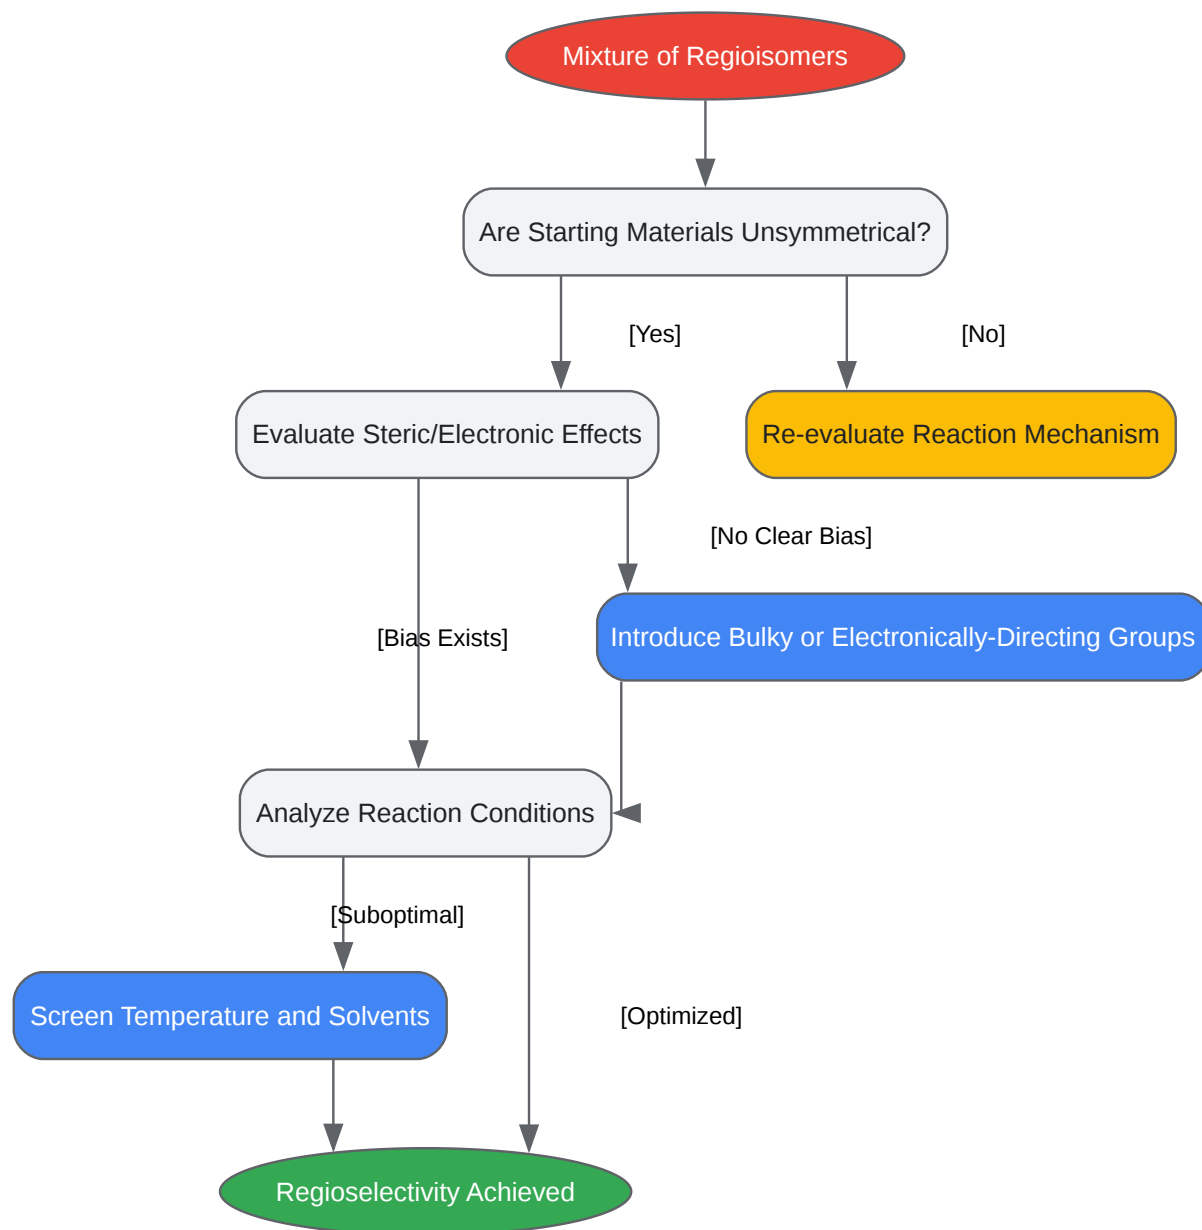 Mixture of Regioisomers
Are Starting Materials Unsymmetrical?
[Yes]
[No]
Evaluate Steric/Electronic Effects
Re-evaluate Reaction Mechanism
[No Clear Bias]
[Bias Exists]
Introduce Bulky or Electronically-Directing Groups
Analyze Reaction Conditions
[Suboptimal]
Screen Temperature and Solvents
[Optimized]
Regioselectivity Achieved